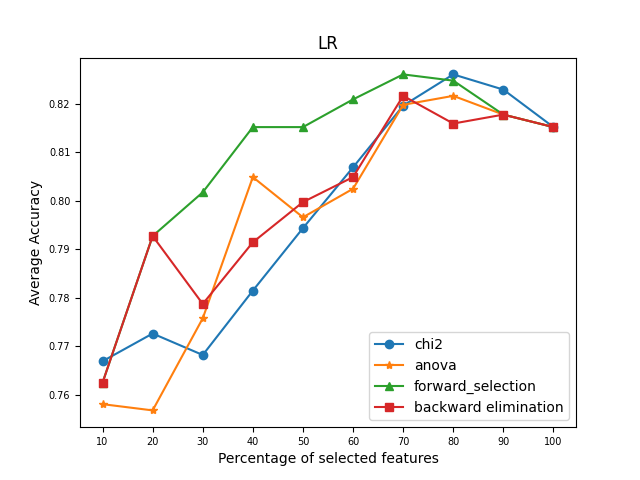 LR
Average Accuracy
0.82
0.81
0.80
0.79
0.78
0.77
0.76
chi2
anova
forward_selection
backward elimination
10 20 30 40 50 60 70 80 90 100
Percentage of selected features